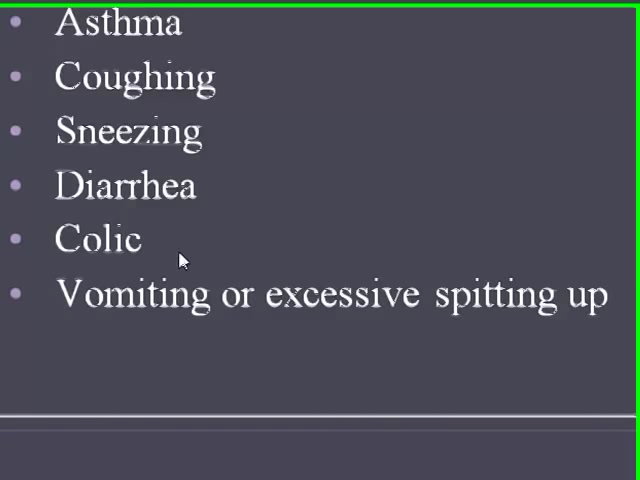 • Asthma
• Coughing
• Sneezing
• Diarrhea
• Colic
• Vomiting or excessive spitting up